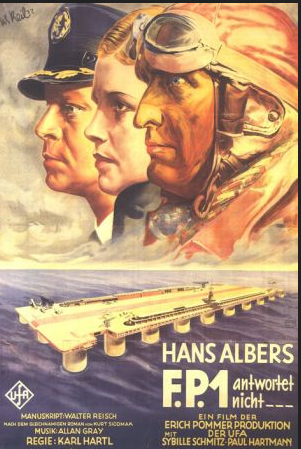 HANS ALBERS
F.P.1 antwortet
nicht---
UFA
EIN FILM DER
ERICH POMMER PRODUKTION
MIT DER UFA
SYBILLE SCHMITZ · PAUL HARTMANN
MANUSKRIPT: WALTER REISCH
NACH DEM GLEICHNAMIGEN ROMAN VON KURT SIODMAK
MUSIK: ALLAN GRAY
REGIE: KARL HARTL